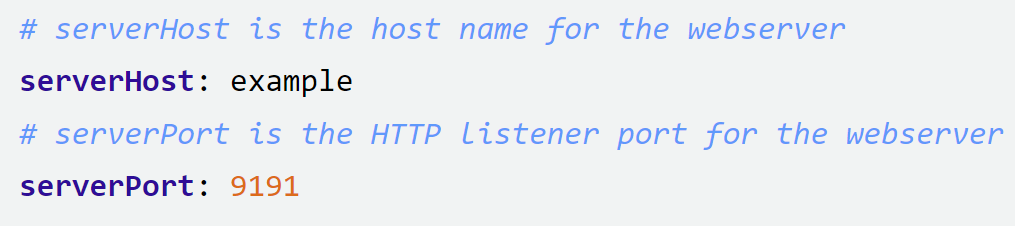 # serverHost is the host name for the webserver
serverHost: example
# serverPort is the HTTP listener port for the webserver
serverPort: 9191